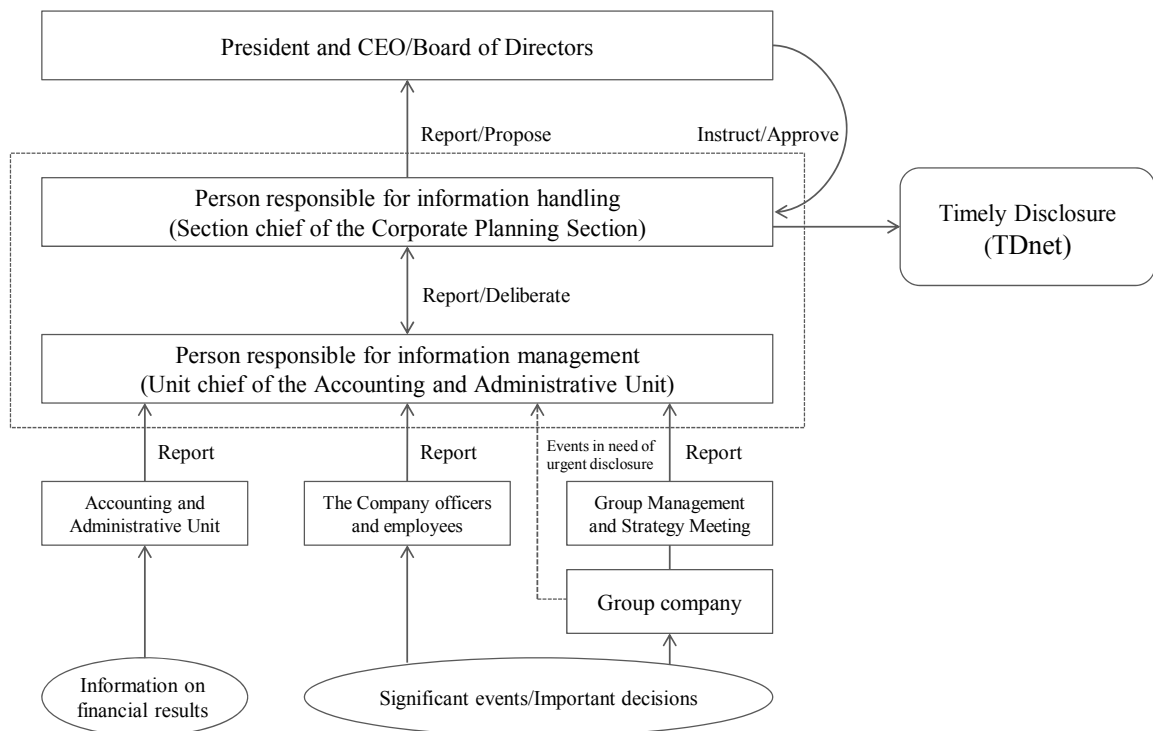 President and CEO/Board of Directors
Report/Propose
Instruct/Approve
Person responsible for information handling
(Section chief of the Corporate Planning Section)
Timely Disclosure
(TDnet)
Report/Deliberate
Person responsible for information management
(Unit chief of the Accounting and Administrative Unit)
Report
Report
Events in need of
urgent disclosure
Report
Accounting and
Administrative Unit
The Company officers
and employees
Group Management
and Strategy Meeting
Group company
Information on
financial results
Significant events/Important decisions